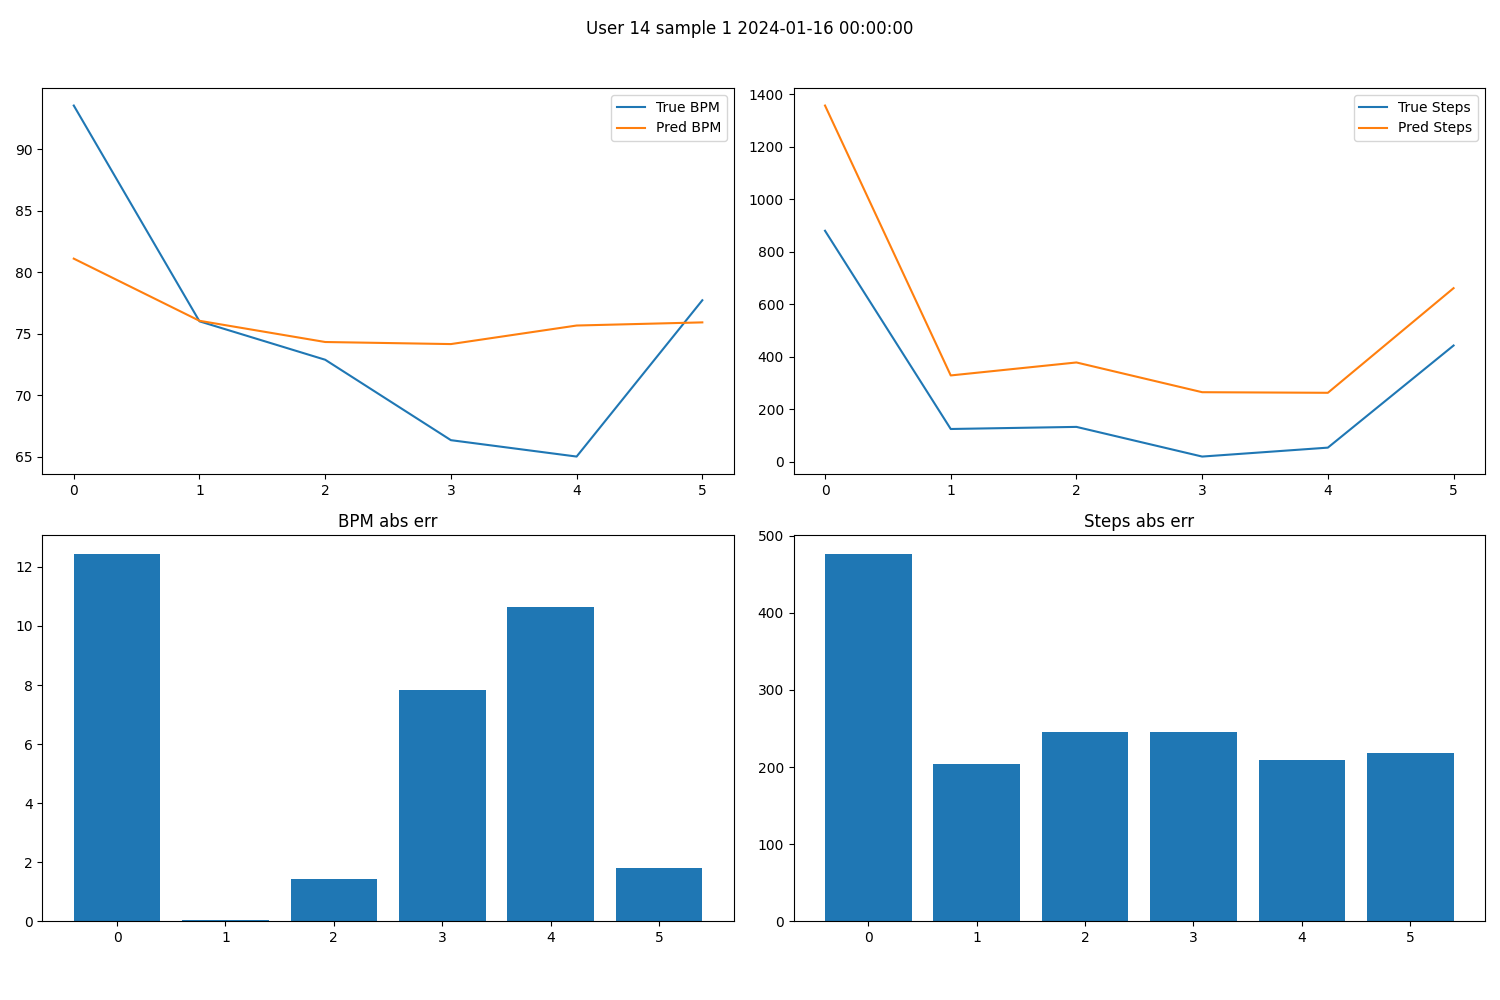 User 14 sample 1 2024-01-16 00:00:00
True BPM
Pred BPM
90
85
80
75
70
65
0 1 2 3 4 5
True Steps
Pred Steps
1400
1200
1000
800
600
400
200
0
0 1 2 3 4 5
BPM abs err
12
10
8
6
4
2
0
0 1 2 3 4 5
Steps abs err
500
400
300
200
100
0
0 1 2 3 4 5